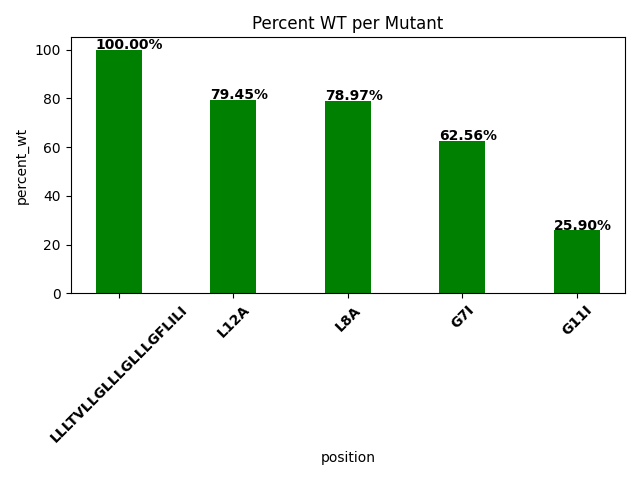 Percent WT per Mutant
percent_wt
100
80
60
40
20
0
100.00%
79.45%
78.97%
62.56%
25.90%
LLLTVLLGLLLGLLLGFLILI
L12A
L8A
G7I
G11I
position